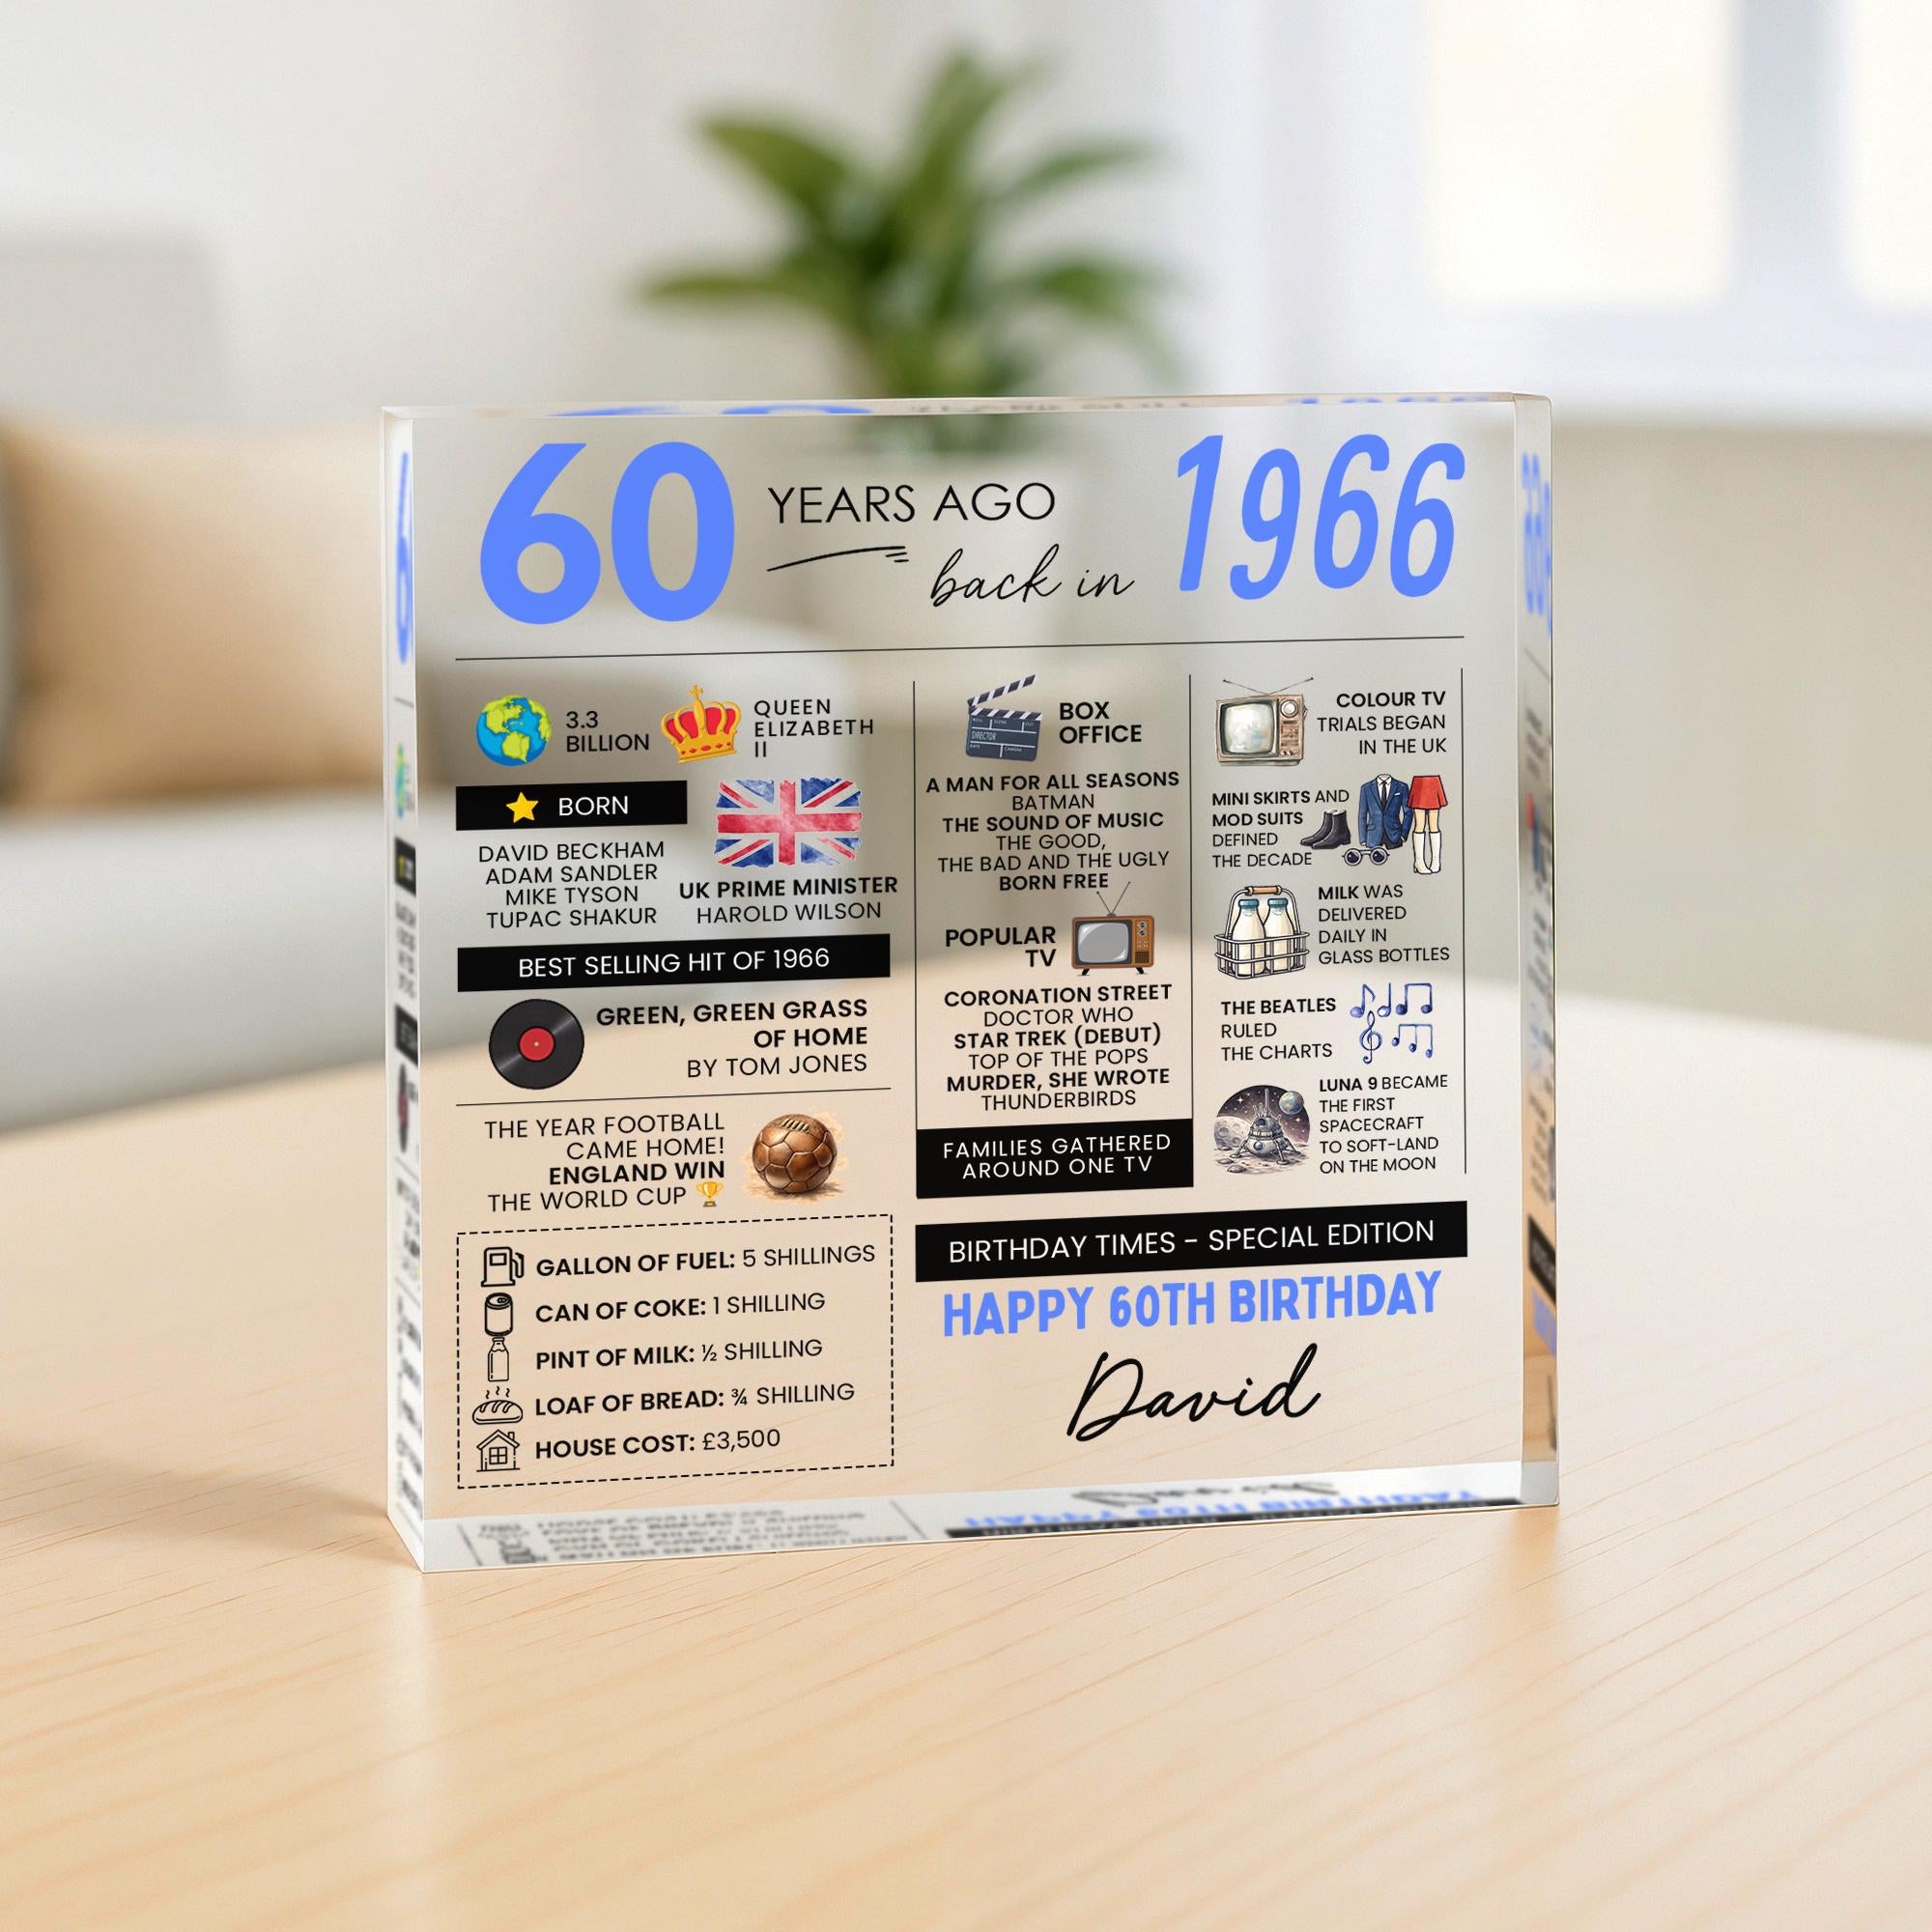 60
YEARS AGO
back in
1966
3.3
BILLION
QUEEN
ELIZABETH
II
BORN
DAVID BECKHAM
ADAM SANDLER
MIKE TYSON
TUPAC SHAKUR
UK PRIME MINISTER
HAROLD WILSON
BEST SELLING HIT OF 1966
GREEN, GREEN GRASS
OF HOME
BY TOM JONES
THE YEAR FOOTBALL
CAME HOME!
ENGLAND WIN
THE WORLD CUP
GALLON OF FUEL: 5 SHILLINGS
CAN OF COKE: 1 SHILLING
PINT OF MILK: ½ SHILLING
LOAF OF BREAD: ¾ SHILLING
HOUSE COST: £3,500
DIRECTOR
BOX
OFFICE
A MAN FOR ALL SEASONS
BATMAN
THE SOUND OF MUSIC
THE GOOD,
THE BAD AND THE UGLY
BORN FREE
POPULAR
TV
CORONATION STREET
DOCTOR WHO
STAR TREK (DEBUT)
TOP OF THE POPS
MURDER, SHE WROTE
THUNDERBIRDS
FAMILIES GATHERED
AROUND ONE TV
COLOUR TV
TRIALS BEGAN
IN THE UK
MINI SKIRTS AND
MOD SUITS
DEFINED
THE DECADE
MILK WAS
DELIVERED
DAILY IN
GLASS BOTTLES
THE BEATLES
RULED
THE CHARTS
LUNA 9 BECAME
THE FIRST
SPACECRAFT
TO SOFT-LAND
ON THE MOON
BIRTHDAY TIMES - SPECIAL EDITION
HAPPY 60TH BIRTHDAY
David